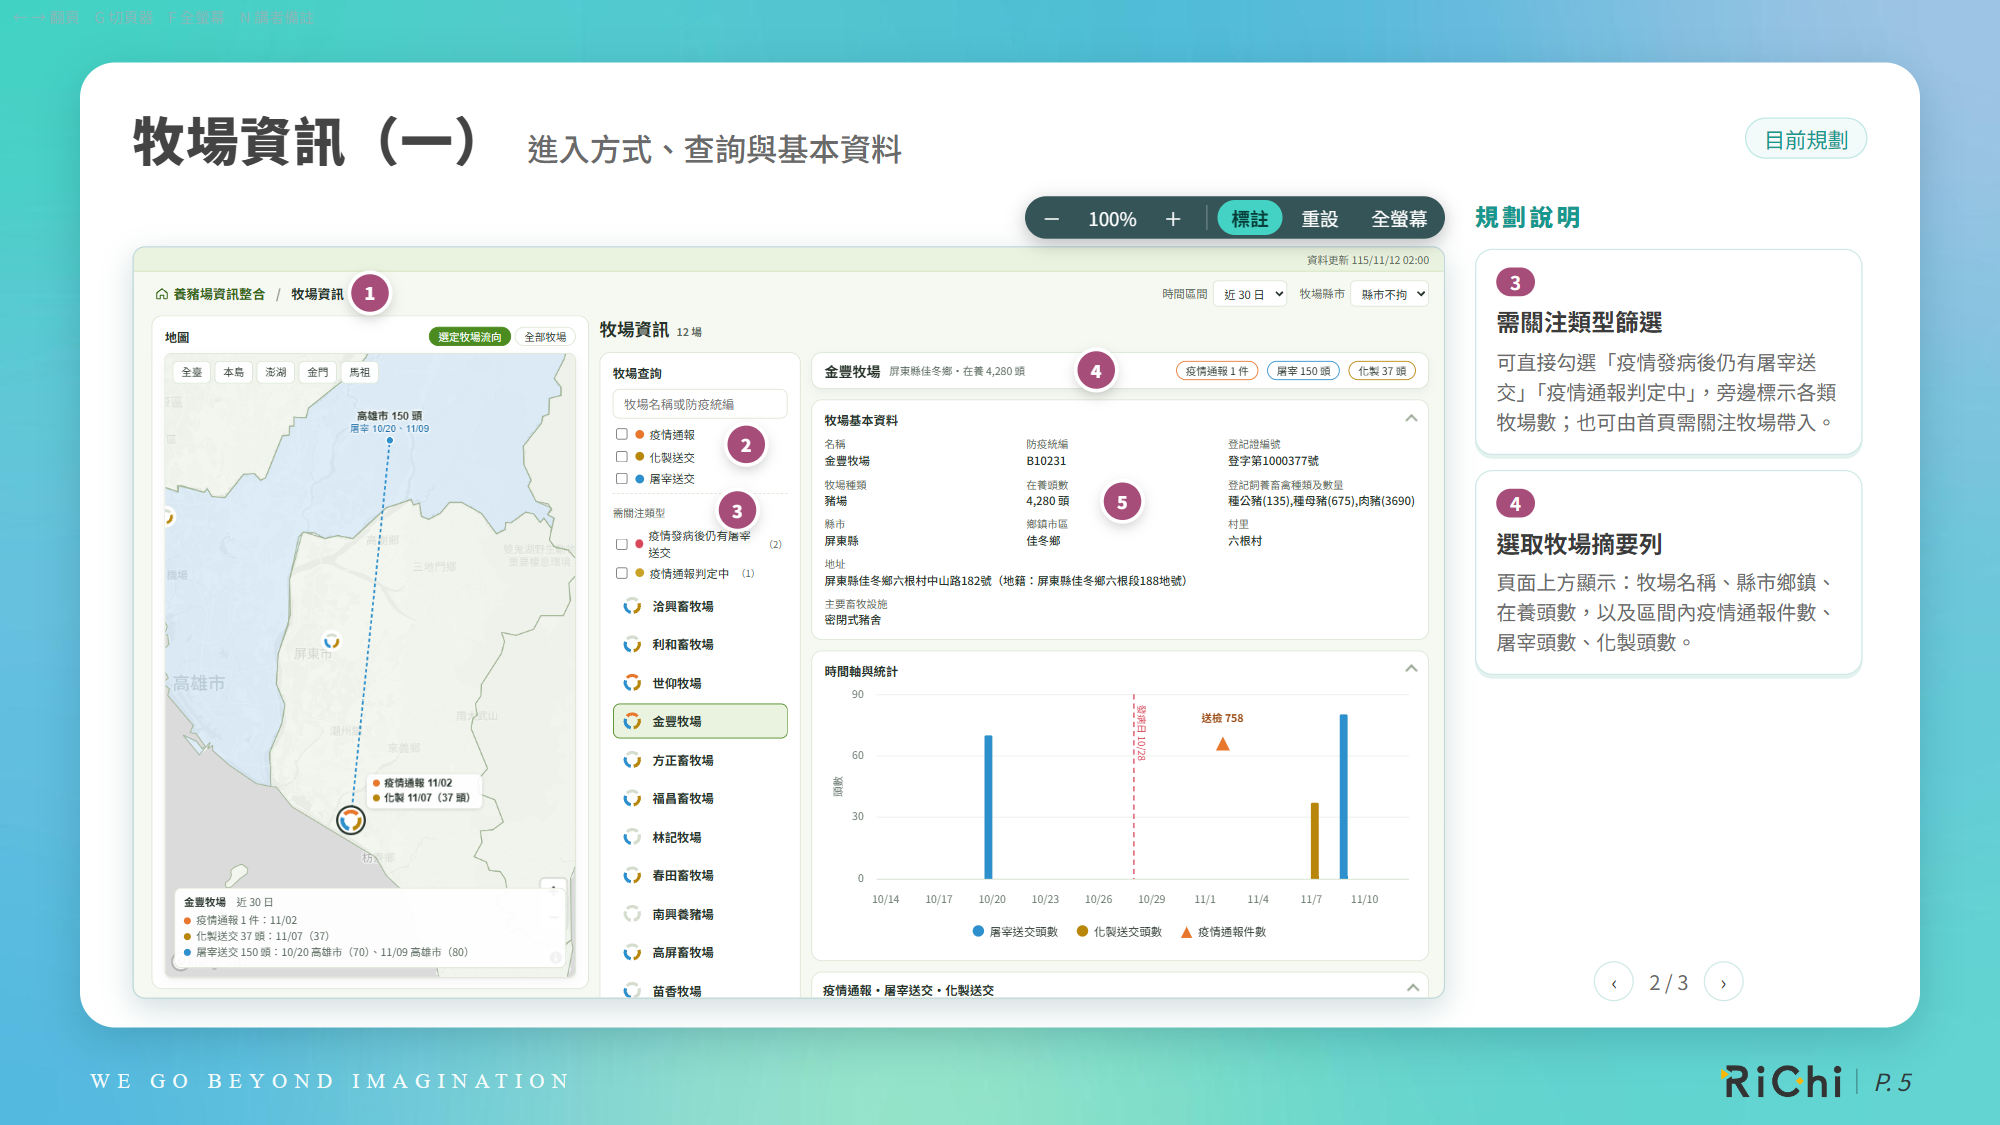 牧場資訊（一） 進入方式、查詢與基本資料
目前規劃
− 100% + 標註 重設 全螢幕
資料更新 115/11/12 02:00
養豬場資訊整合 / 牧場資訊 1
時間區間 近 30 日 牧場縣市 縣市不拘
地圖 選定牧場流向 全部牧場
全臺 本島 澎湖 金門 馬祖
高雄市 150 頭
屠宰 10/20、11/09
高樹鄉
三地門鄉
屏東市
高雄市
潮州鎮
來義鄉
疫情通報 11/02
化製 11/07（37 頭）
金豐牧場 近 30 日
疫情通報 1 件：11/02
化製送交 37 頭：11/07（37）
屠宰送交 150 頭：10/20 高雄市（70）、11/09 高雄市（80）
牧場資訊 12 場
牧場查詢
牧場名稱或防疫統編
疫情通報
化製送交
屠宰送交
2
需關注類型
3
疫情發病後仍有屠宰
送交 （2）
疫情通報判定中 （1）
洽興畜牧場
利和畜牧場
世仰牧場
金豐牧場
方正畜牧場
福昌畜牧場
林記牧場
春田畜牧場
南興養豬場
高屏畜牧場
苗香牧場
金豐牧場 屏東縣佳冬鄉・在養 4,280 頭 4 疫情通報 1 件 屠宰 150 頭 化製 37 頭
牧場基本資料
名稱 防疫統編 登記證編號
金豐牧場 B10231 登字第1000377號
牧場種類 在養頭數 登記飼養畜禽種類及數量
豬場 4,280 頭 5 種公豬(135),種母豬(675),肉豬(3690)
縣市 鄉鎮市區 村里
屏東縣 佳冬鄉 六根村
地址
屏東縣佳冬鄉六根村中山路182號（地籍：屏東縣佳冬鄉六根段188地號）
主要畜牧設施
密閉式豬舍
時間軸與統計
頭數
90
60
30
0
發病日 10/28
送檢 758
10/14 10/17 10/20 10/23 10/26 10/29 11/1 11/4 11/7 11/10
屠宰送交頭數 化製送交頭數 疫情通報件數
疫情通報・屠宰送交・化製送交
規劃說明
3
需關注類型篩選
可直接勾選「疫情發病後仍有屠宰送
交」「疫情通報判定中」，旁邊標示各類
牧場數；也可由首頁需關注牧場帶入。
4
選取牧場摘要列
頁面上方顯示：牧場名稱、縣市鄉鎮、
在養頭數，以及區間內疫情通報件數、
屠宰頭數、化製頭數。
‹ 2 / 3 ›
WE GO BEYOND IMAGINATION
RiChi P. 5